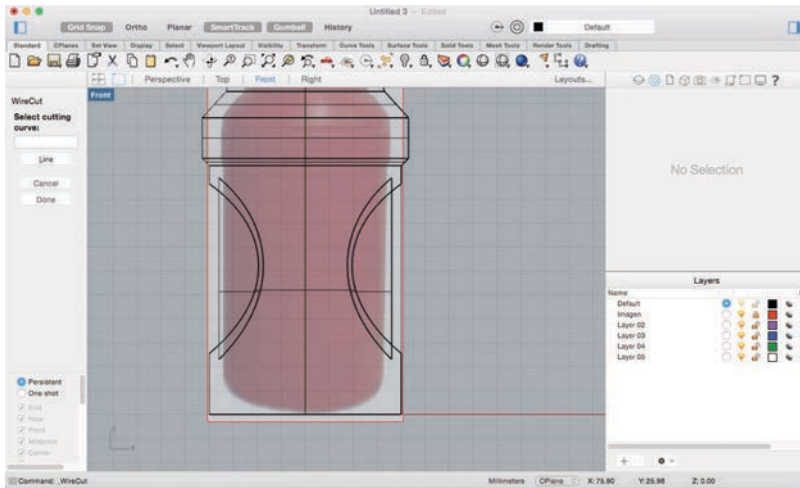 Untitled 3 — Edited
Grid Snap Ortho Planar SmartTrack Gumball History Default
Standard CPlanes Set View Display Select Viewport Layout Visibility Transform Curve Tools Surface Tools Solid Tools Mesh Tools Render Tools Drafting
Perspective Top Front Right Layouts... ?
Front
WireCut
Select cutting
curve:
Line
Cancel
Done
No Selection
Layers
Name
Default
Imagen
Layer 02
Layer 03
Layer 04
Layer 05
Persistent
One shot
End
Near
Point
Midpoint
Center
Command: _WireCut Millimeters CPlane X: 75.90 Y: 25.98 Z: 0.00